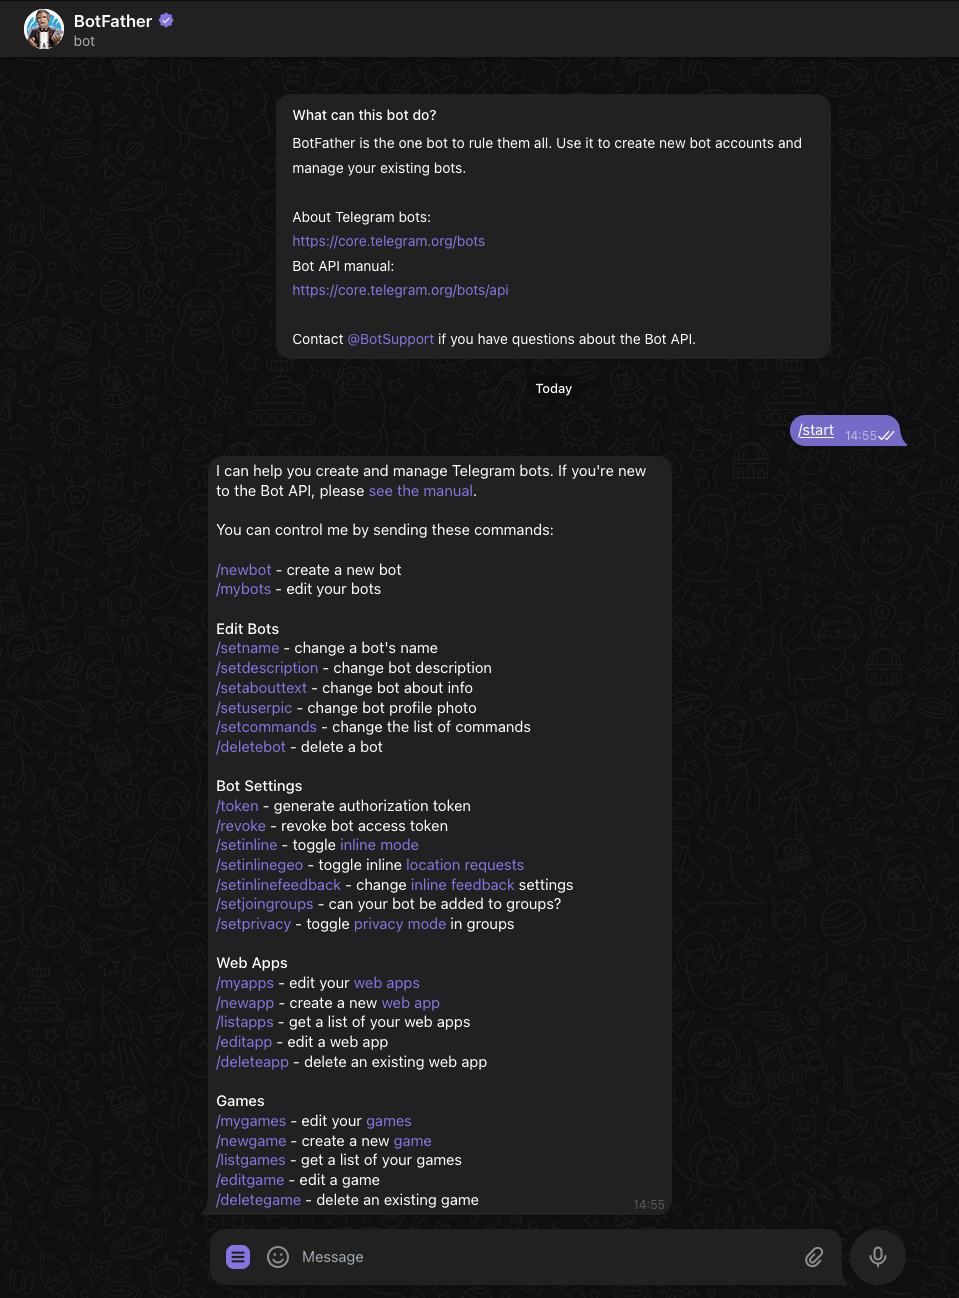 BotFather
bot
What can this bot do?
BotFather is the one bot to rule them all. Use it to create new bot accounts and
manage your existing bots.
About Telegram bots:
https://core.telegram.org/bots
Bot API manual:
https://core.telegram.org/bots/api
Contact @BotSupport if you have questions about the Bot API.
Today
/start 14:55
I can help you create and manage Telegram bots. If you're new
to the Bot API, please see the manual.
You can control me by sending these commands:
/newbot - create a new bot
/mybots - edit your bots
Edit Bots
/setname - change a bot's name
/setdescription - change bot description
/setabouttext - change bot about info
/setuserpic - change bot profile photo
/setcommands - change the list of commands
/deletebot - delete a bot
Bot Settings
/token - generate authorization token
/revoke - revoke bot access token
/setinline - toggle inline mode
/setinlinegeo - toggle inline location requests
/setinlinefeedback - change inline feedback settings
/setjoingroups - can your bot be added to groups?
/setprivacy - toggle privacy mode in groups
Web Apps
/myapps - edit your web apps
/newapp - create a new web app
/listapps - get a list of your web apps
/editapp - edit a web app
/deleteapp - delete an existing web app
Games
/mygames - edit your games
/newgame - create a new game
/listgames - get a list of your games
/editgame - edit a game
/deletegame - delete an existing game
14:55
Message